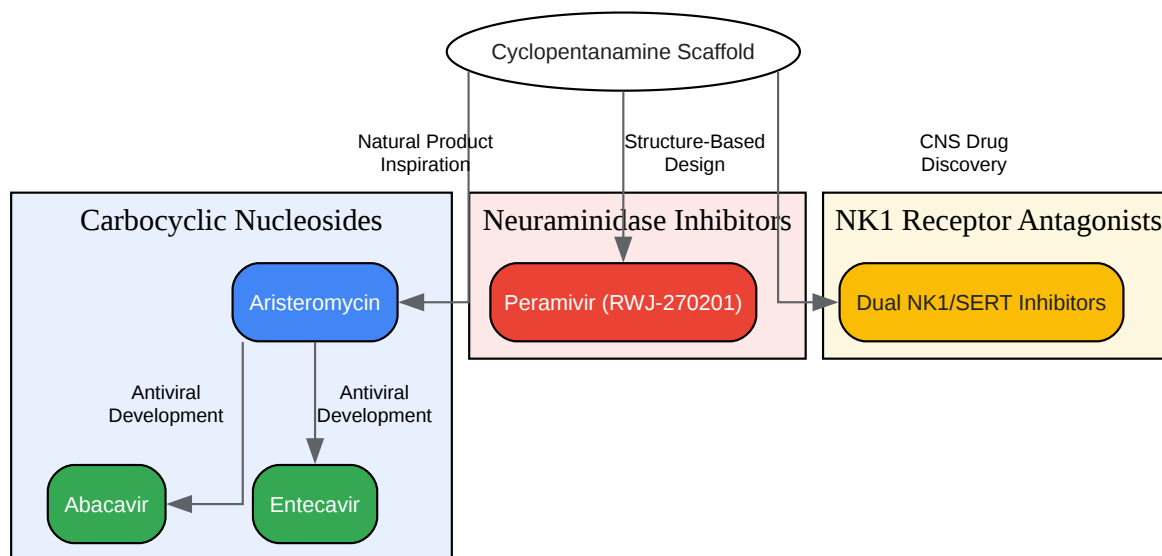 Cyclopentanamine Scaffold
Natural Product
Inspiration
Structure-Based
Design
CNS Drug
Discovery
Carbocyclic Nucleosides
Neuraminidase Inhibitors
NK1 Receptor Antagonists
Aristeromycin
Peramivir (RWJ-270201)
Dual NK1/SERT Inhibitors
Antiviral
Development
Antiviral
Development
Abacavir
Entecavir